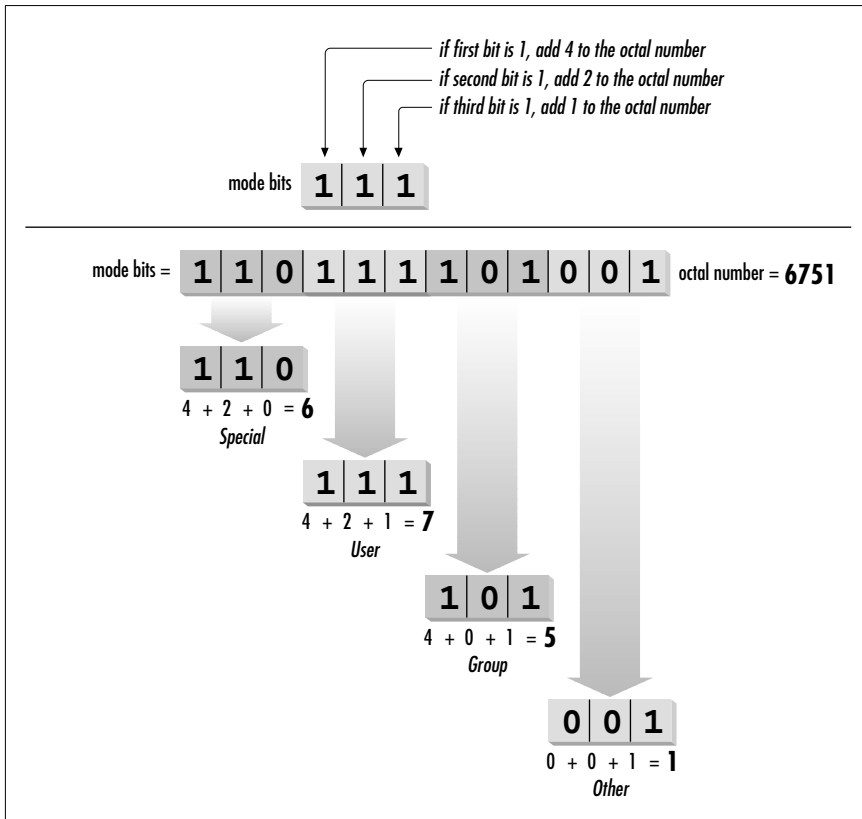 if first bit is 1, add 4 to the octal number
if second bit is 1, add 2 to the octal number
if third bit is 1, add 1 to the octal number
mode bits 1 1 1
mode bits = 1 1 0 1 1 1 1 0 1 0 0 1 octal number = 6751
1 1 0
4 + 2 + 0 = 6
Special
1 1 1
4 + 2 + 1 = 7
User
1 0 1
4 + 0 + 1 = 5
Group
0 0 1
0 + 0 + 1 = 1
Other